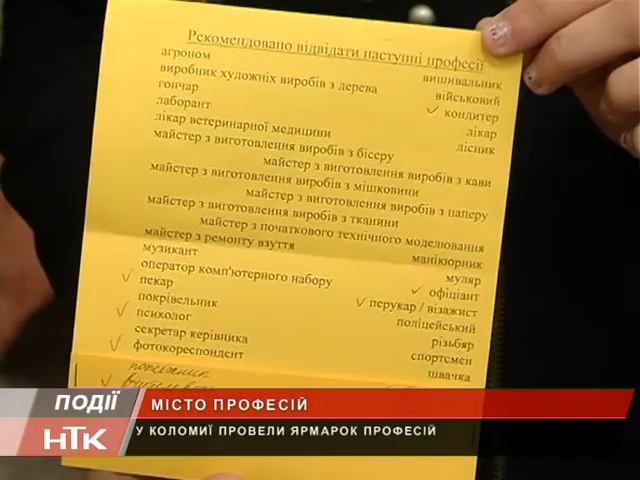 Рекомендовано відвідати наступні професії
агроном
вишивальник
виробник художніх виробів з дерева
військовий
гончар
✓ кондитер
лаборант
лікар
лікар ветеринарної медицини
лісник
майстер з виготовлення виробів з бісеру
майстер з виготовлення виробів з кави
майстер з виготовлення виробів з мішковини
майстер з виготовлення виробів з паперу
майстер з виготовлення виробів з тканини
майстер з початкового технічного моделювання
майстер з ремонту взуття
манікюрник
музикант
муляр
оператор комп'ютерного набору
✓ офіціант
✓ пекар
✓ перукар / візажист
покрівельник
поліцейський
✓ психолог
різьбяр
секретар керівника
спортсмен
✓ фотокореспондент
швачка
ПОДІЇ
МІСТО ПРОФЕСІЙ
НТК
У КОЛОМИЇ ПРОВЕЛИ ЯРМАРОК ПРОФЕСІЙ